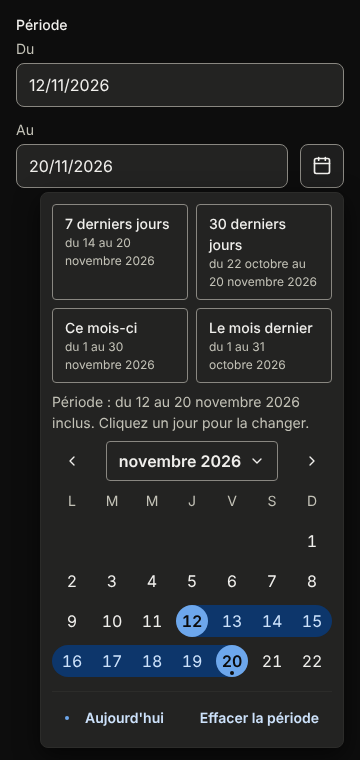 Période
Du
12/11/2026
Au
20/11/2026
7 derniers jours
du 14 au 20
novembre 2026
30 derniers
jours
du 22 octobre au
20 novembre 2026
Ce mois-ci
du 1 au 30
novembre 2026
Le mois dernier
du 1 au 31
octobre 2026
Période : du 12 au 20 novembre 2026
inclus. Cliquez un jour pour la changer.
novembre 2026
L M M J V S D
1
2 3 4 5 6 7 8
9 10 11 12 13 14 15
16 17 18 19 20 21 22
Aujourd'hui Effacer la période